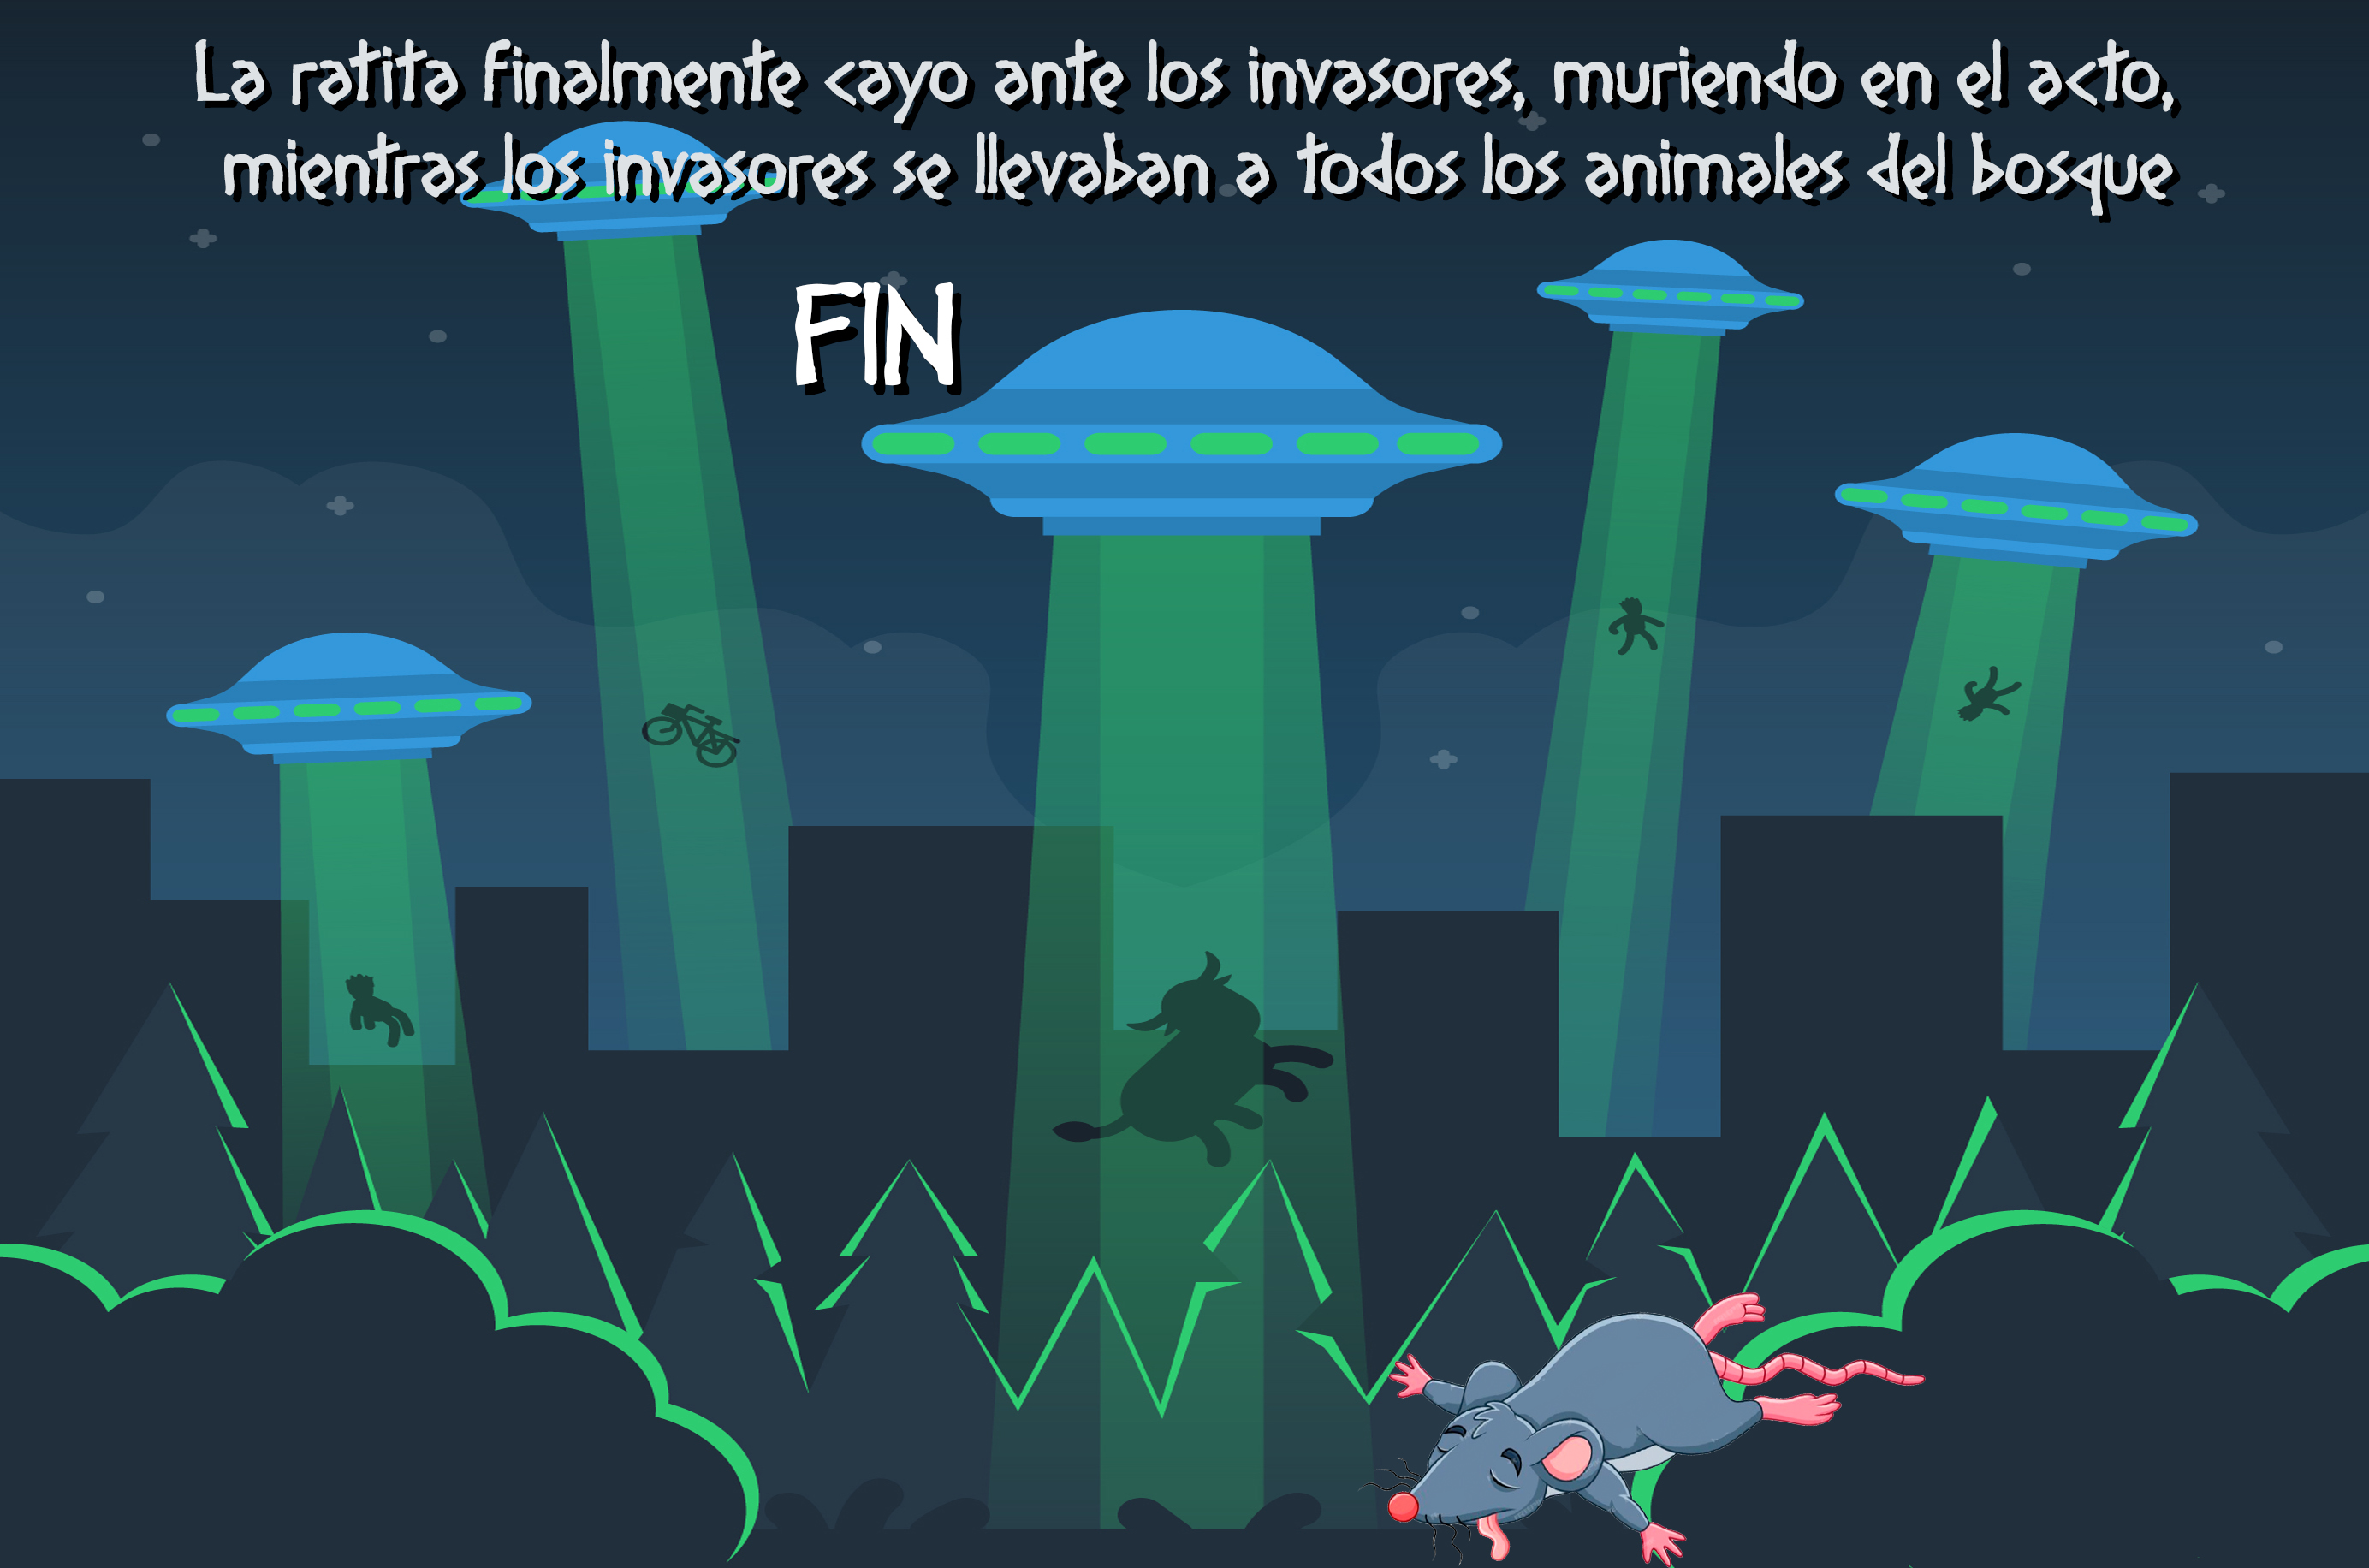 La ratita finalmente cayo ante los invasores, muriendo en el acto,
mientras los invasores se llevaban a todos los animales del bosque
FIN